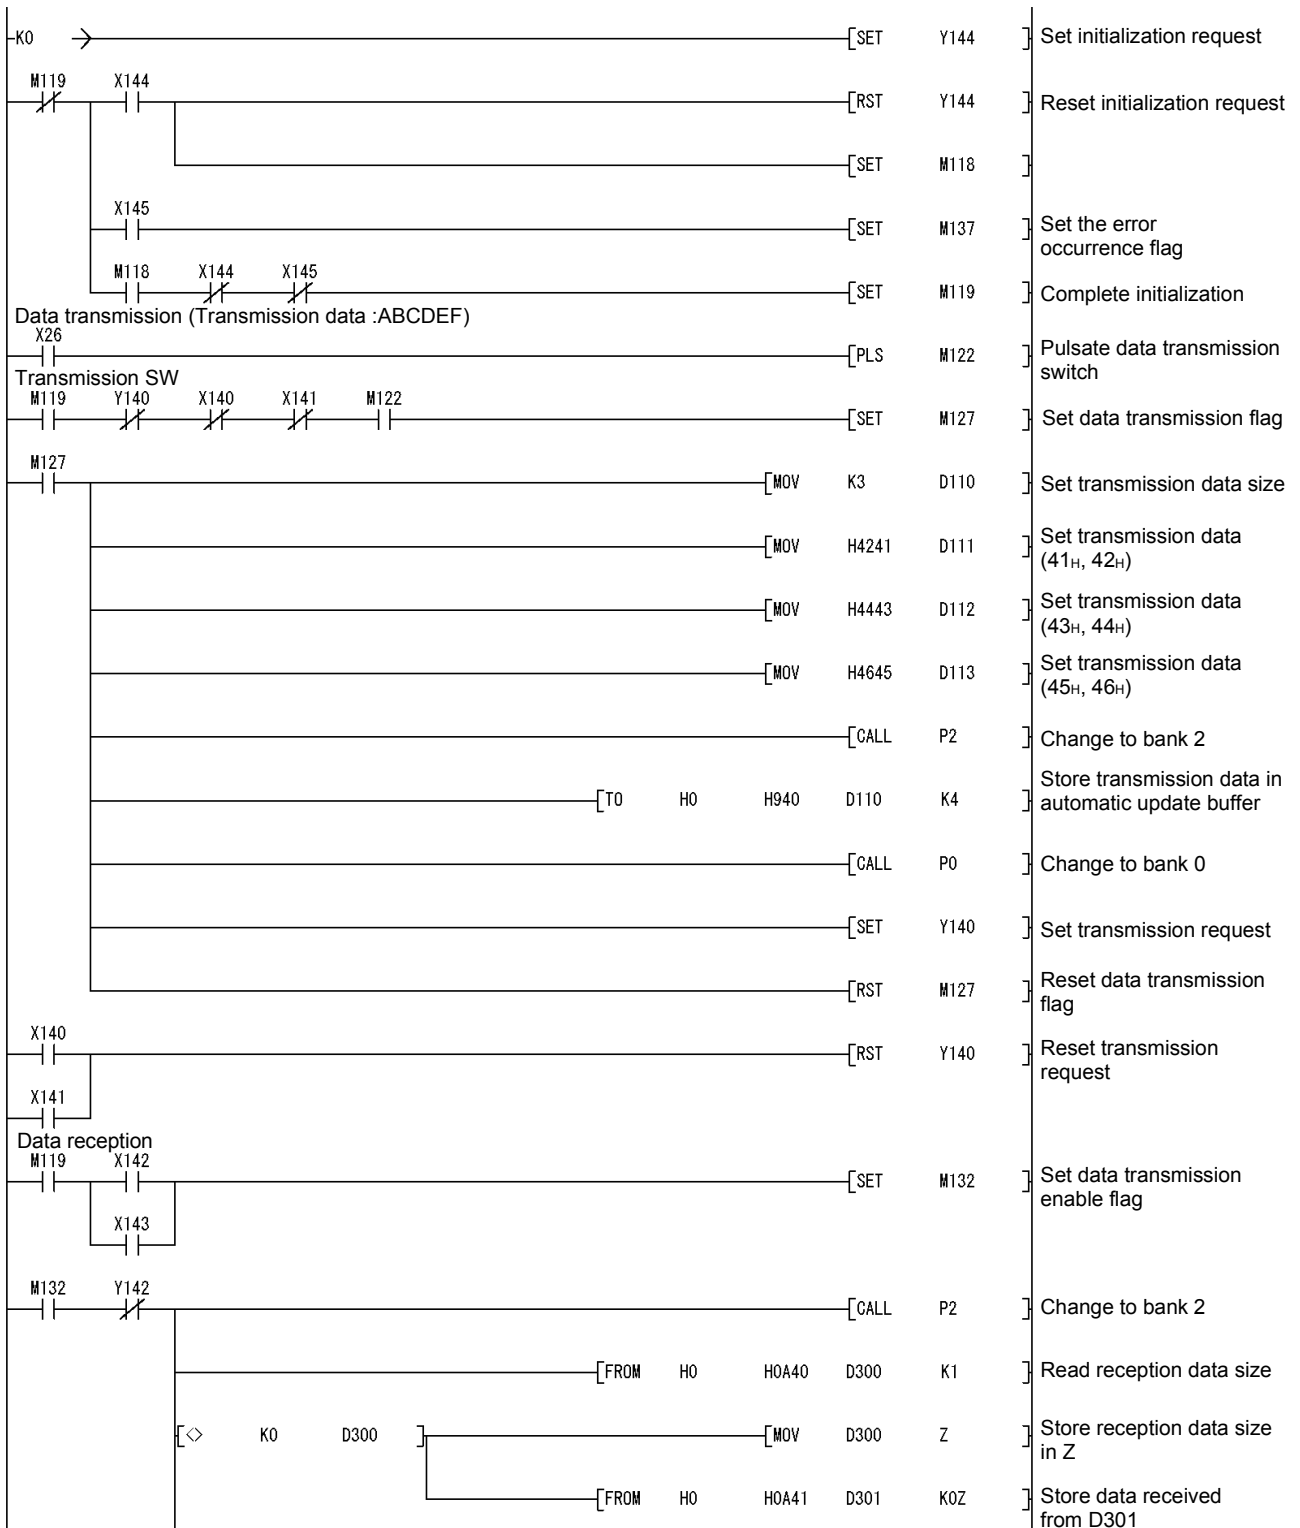 K0 SET Y144 Set initialization request
M119 X144
RST Y144 Reset initialization request
SET M118
X145
SET M137 Set the error
occurrence flag
M118 X144 X145
SET M119 Complete initialization
Data transmission (Transmission data :ABCDEF)
X26
PLS M122 Pulsate data transmission
switch
Transmission SW
M119 Y140 X140 X141 M122
SET M127 Set data transmission flag
M127
MOV K3 D110 Set transmission data size
MOV H4241 D111 Set transmission data
(41H, 42H)
MOV H4443 D112 Set transmission data
(43H, 44H)
MOV H4645 D113 Set transmission data
(45H, 46H)
CALL P2 Change to bank 2
Store transmission data in
TO H0 H940 D110 K4 automatic update buffer
CALL P0 Change to bank 0
SET Y140 Set transmission request
RST M127 Reset data transmission
flag
X140
RST Y140 Reset transmission
request
X141
Data reception
M119 X142
SET M132 Set data transmission
enable flag
X143
M132 Y142
CALL P2 Change to bank 2
FROM H0 H0A40 D300 K1 Read reception data size
<> K0 D300 MOV D300 Z Store reception data size
in Z
FROM H0 H0A41 D301 K0Z Store data received
from D301